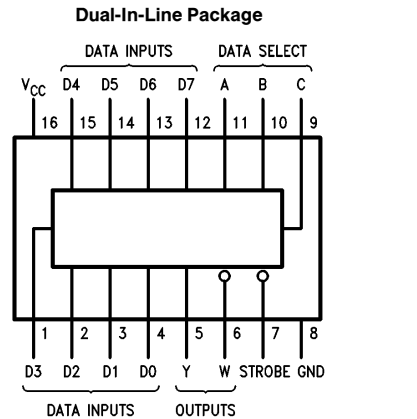 Dual-In-Line Package
DATA INPUTS DATA SELECT
VCC D4 D5 D6 D7 A B C
16 15 14 13 12 11 10 9
1 2 3 4 5 6 7 8
D3 D2 D1 D0 Y W STROBE GND
DATA INPUTS OUTPUTS